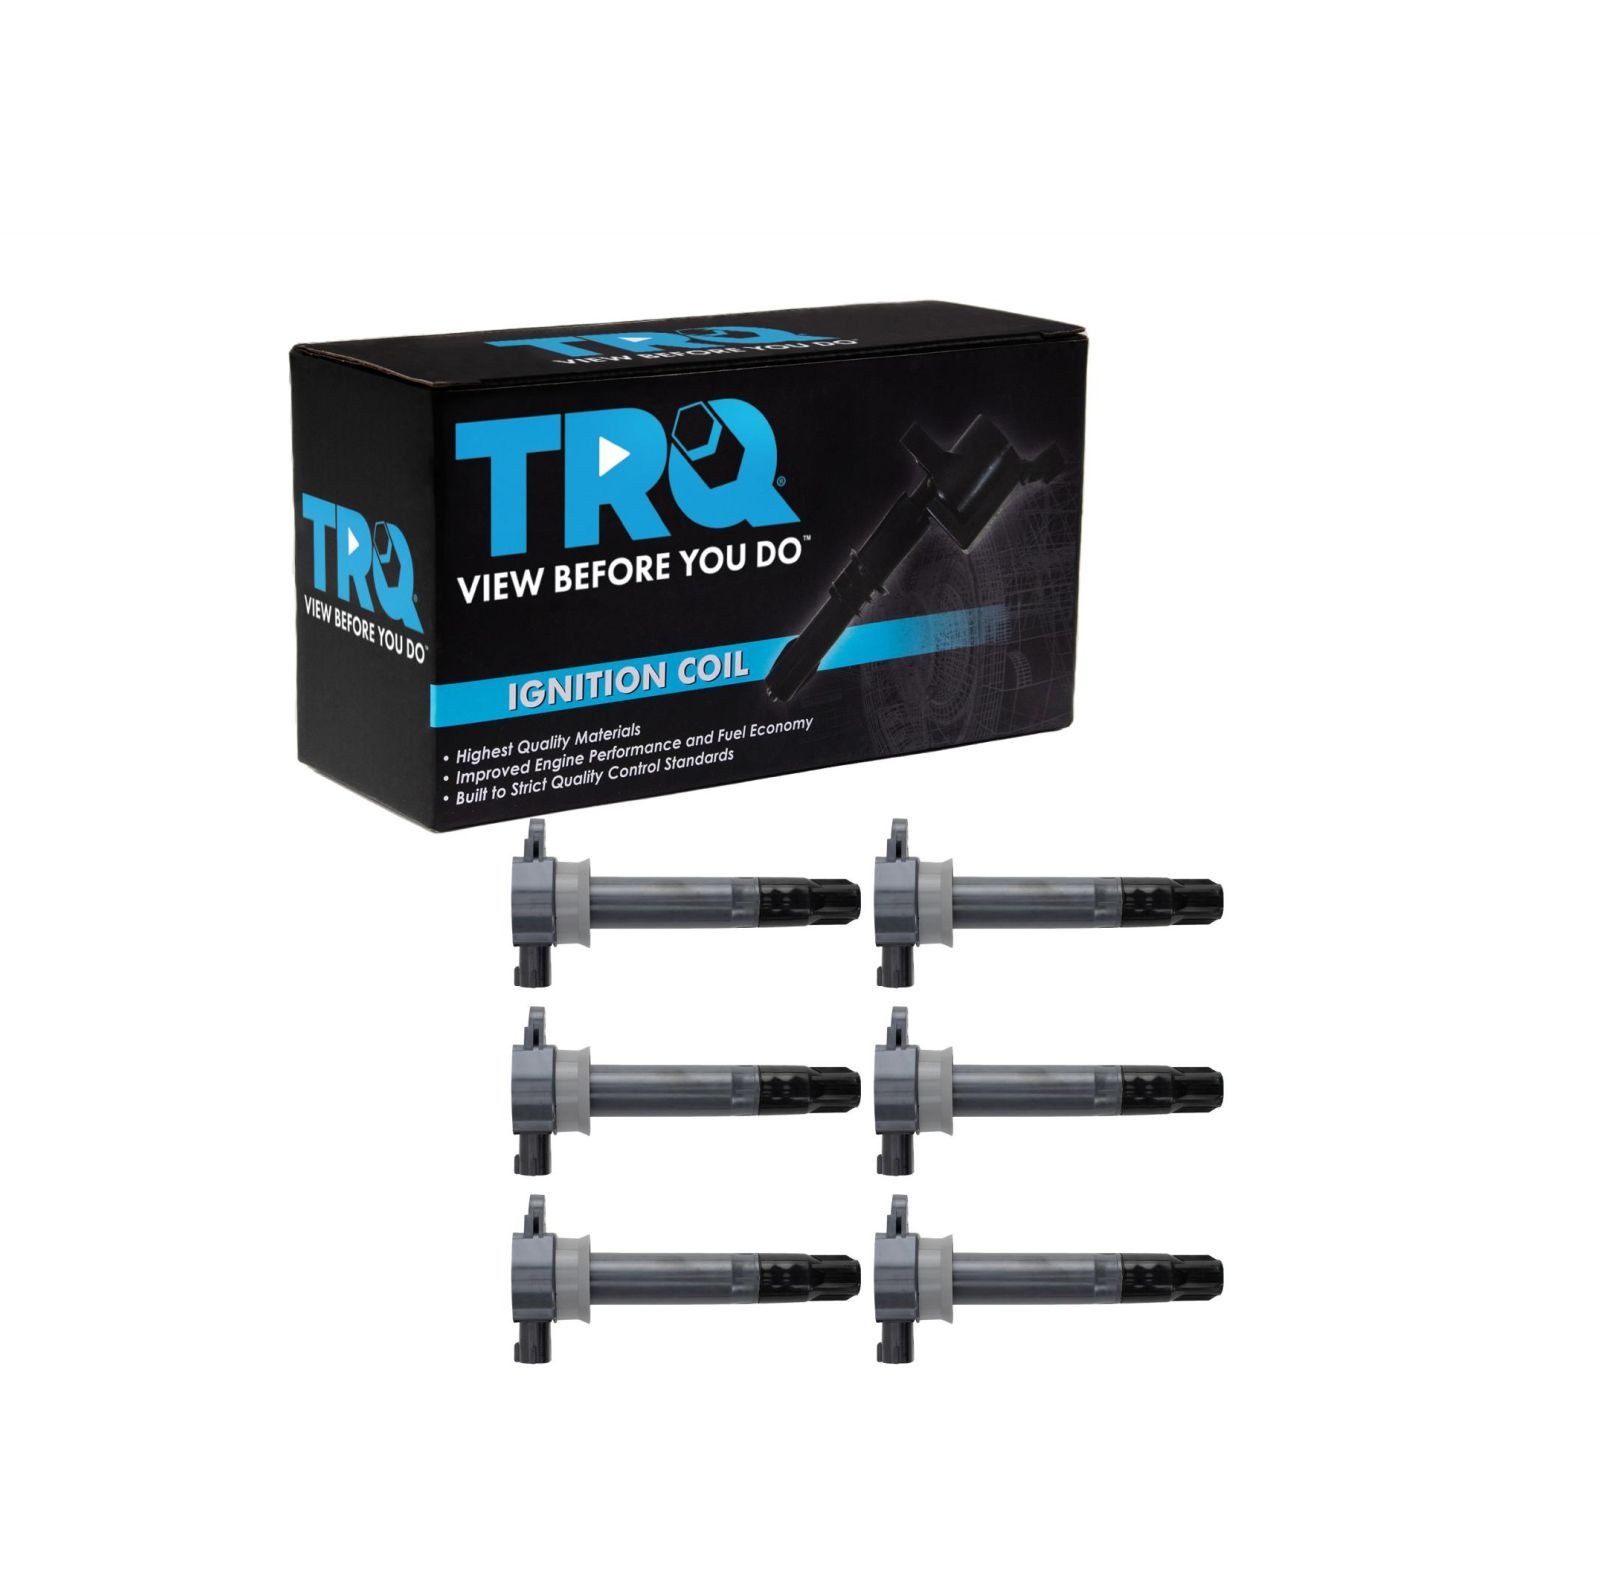 TRQ
VIEW BEFORE YOU DO
TRQ®
VIEW BEFORE YOU DO™
IGNITION COIL
• Highest Quality Materials
• Improved Engine Performance and Fuel Economy
• Built to Strict Quality Control Standards
TRQ®
VIEW BEFORE YOU DO™